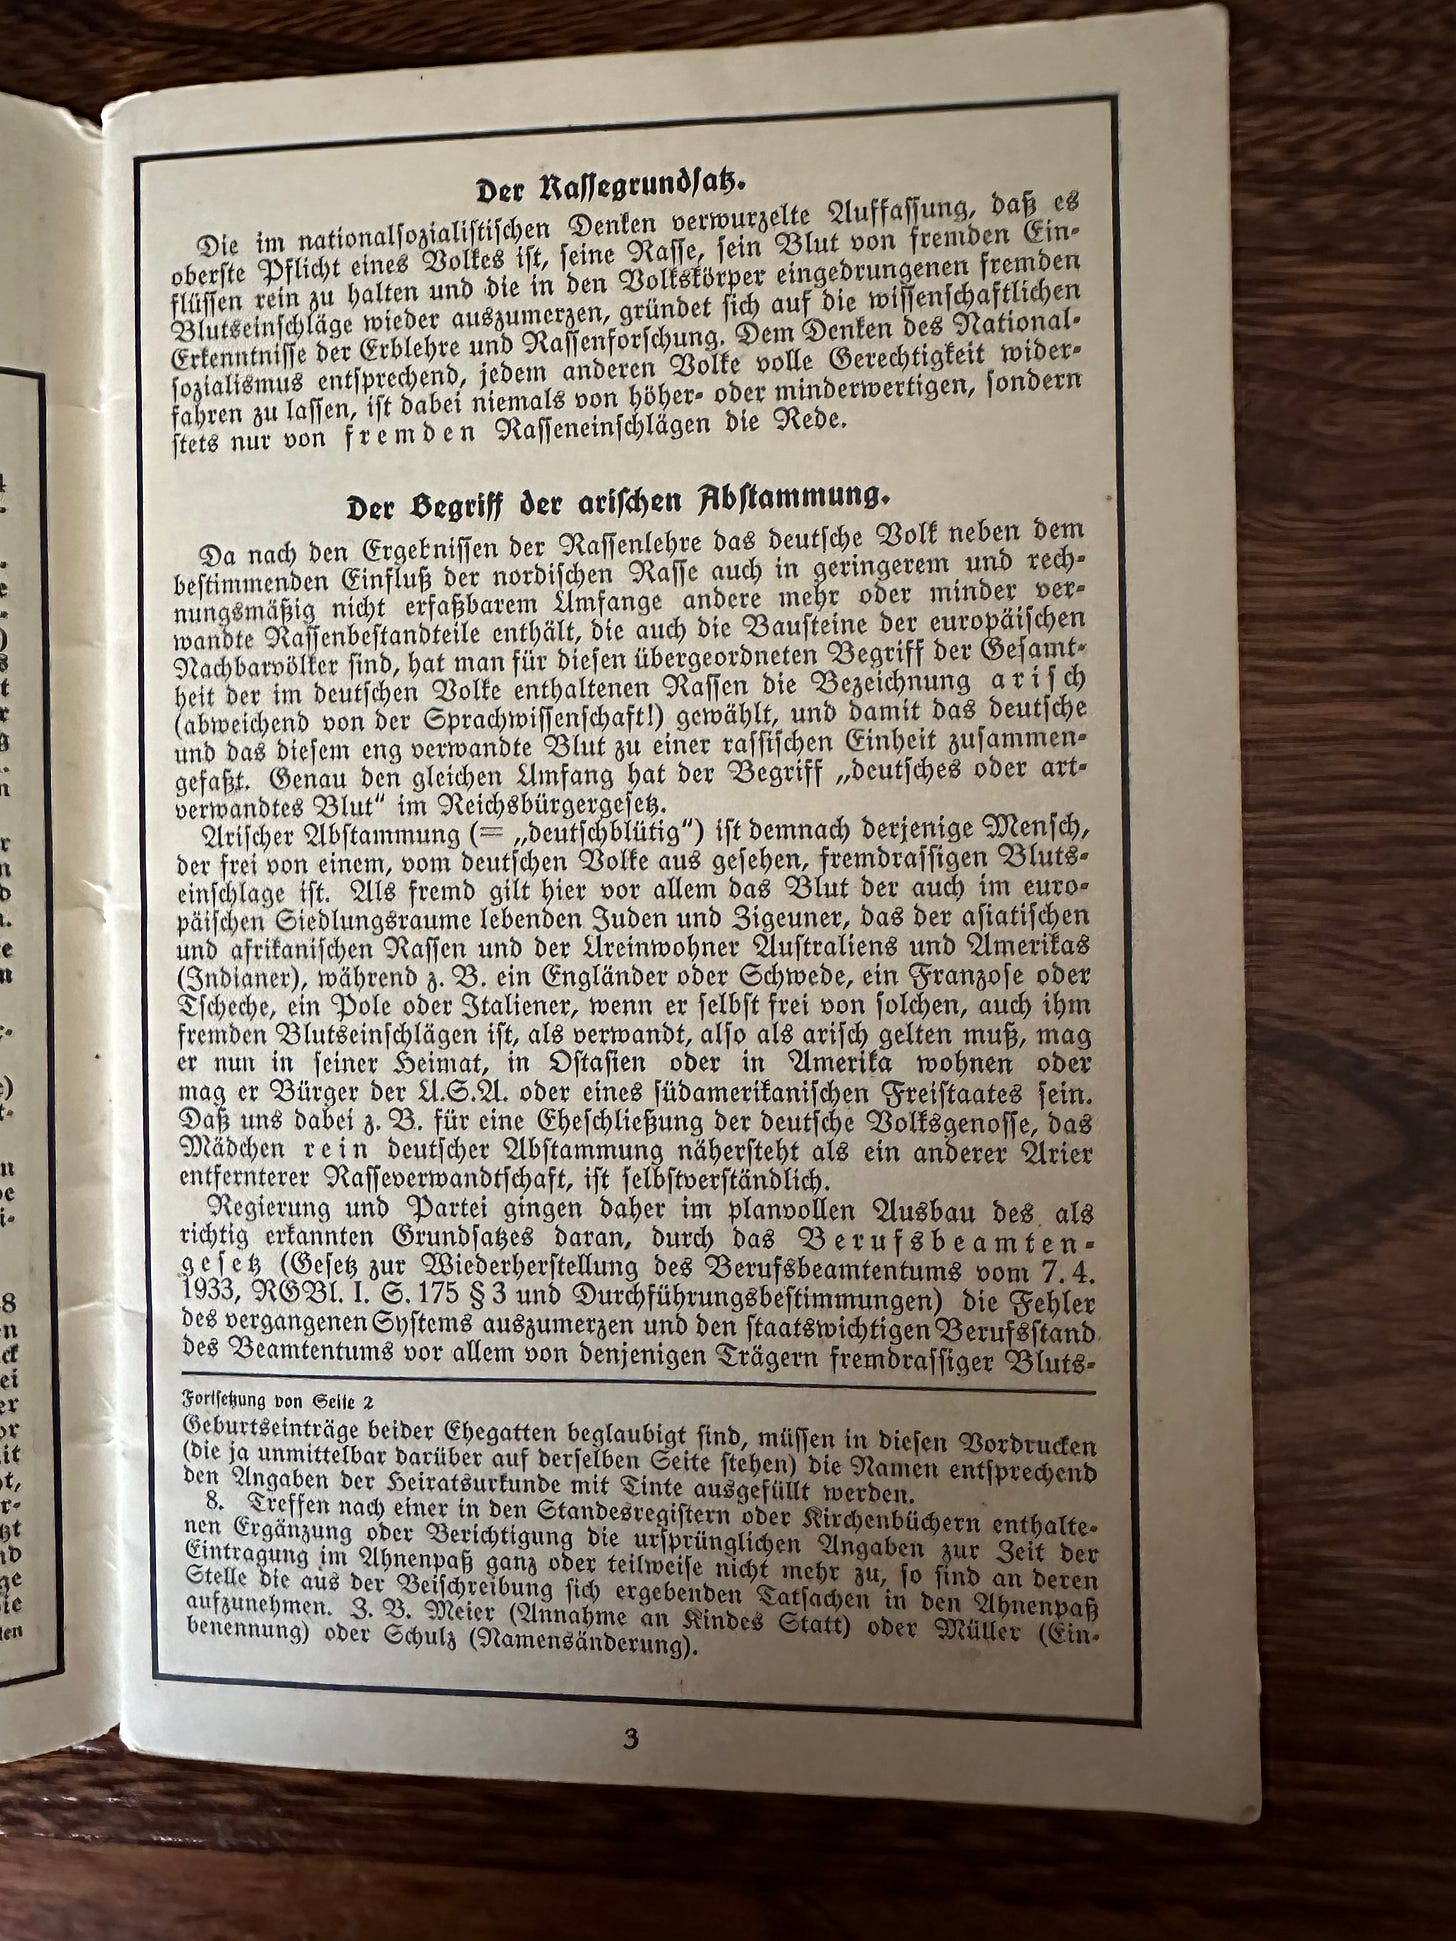 Der Rassegrundsatz.
Die im nationalsozialistischen Denken verwurzelte Auffassung, daß es
oberste Pflicht eines Volkes ist, seine Rasse, sein Blut von fremden Ein-
flüssen rein zu halten und die in den Volkskörper eingedrungenen fremden
Blutseinschläge wieder auszumerzen, gründet sich auf die wissenschaftlichen
Erkenntnisse der Erblehre und Rassenforschung. Dem Denken des National-
sozialismus entsprechend, jedem anderen Volke volle Gerechtigkeit wider-
fahren zu lassen, ist dabei niemals von höher- oder minderwertigen, sondern
stets nur von fremden Rasseneinschlägen die Rede.
Der Begriff der arischen Abstammung.
Da nach den Ergebnissen der Rassenlehre das deutsche Volk neben dem
bestimmenden Einfluß der nordischen Rasse auch in geringerem und rech-
nungsmäßig nicht erfaßbarem Umfange andere mehr oder minder ver-
wandte Rassenbestandteile enthält, die auch die Bausteine der europäischen
Nachbarvölker sind, hat man für diesen übergeordneten Begriff der Gesamt-
heit der im deutschen Volke enthaltenen Rassen die Bezeichnung arisch
(abweichend von der Sprachwissenschaft!) gewählt, und damit das deutsche
und das diesem eng verwandte Blut zu einer rassischen Einheit zusammen-
gefaßt. Genau den gleichen Umfang hat der Begriff „deutsches oder art-
verwandtes Blut“ im Reichsbürgergesetz.
Arischer Abstammung (= „deutschblütig“) ist demnach derjenige Mensch,
der frei von einem, vom deutschen Volke aus gesehen, fremdrassigen Bluts-
einschlage ist. Als fremd gilt hier vor allem das Blut der auch im euro-
päischen Siedlungsraume lebenden Juden und Zigeuner, das der asiatischen
und afrikanischen Rassen und der Ureinwohner Australiens und Amerikas
(Indianer), während z. B. ein Engländer oder Schwede, ein Franzose oder
Tscheche, ein Pole oder Italiener, wenn er selbst frei von solchen, auch ihm
fremden Blutseinschlägen ist, als verwandt, also als arisch gelten muß, mag
er nun in seiner Heimat, in Ostasien oder in Amerika wohnen oder
mag er Bürger der U.S.A. oder eines südamerikanischen Freistaates sein.
Daß uns dabei z. B. für eine Eheschließung der deutsche Volksgenosse, das
Mädchen rein deutscher Abstammung nähersteht als ein anderer Arier
entfernterer Rasseverwandtschaft, ist selbstverständlich.
Regierung und Partei gingen daher im planvollen Ausbau des als
richtig erkannten Grundsatzes daran, durch das Berufsbeamten-
gesetz (Gesetz zur Wiederherstellung des Berufsbeamtentums vom 7. 4.
1933, RGBl. I. S. 175 § 3 und Durchführungsbestimmungen) die Fehler
des vergangenen Systems auszumerzen und den staatswichtigen Berufsstand
des Beamtentums vor allem von denjenigen Trägern fremdrassiger Bluts-
Fortsetzung von Seite 2
Geburtseinträge beider Ehegatten beglaubigt sind, müssen in diesen Vordrucken
(die ja unmittelbar darüber auf derselben Seite stehen) die Namen entsprechend
den Angaben der Heiratsurkunde mit Tinte ausgefüllt werden.
8. Treffen nach einer in den Standesregistern oder Kirchenbüchern enthalte-
nen Ergänzung oder Berichtigung die ursprünglichen Angaben zur Zeit der
Eintragung im Ahnenpaß ganz oder teilweise nicht mehr zu, so sind an deren
Stelle die aus der Beischreibung sich ergebenden Tatsachen in den Ahnenpaß
aufzunehmen. Z. B. Meier (Annahme an Kindes Statt) oder Müller (Ein-
benennung) oder Schulz (Namensänderung).
3